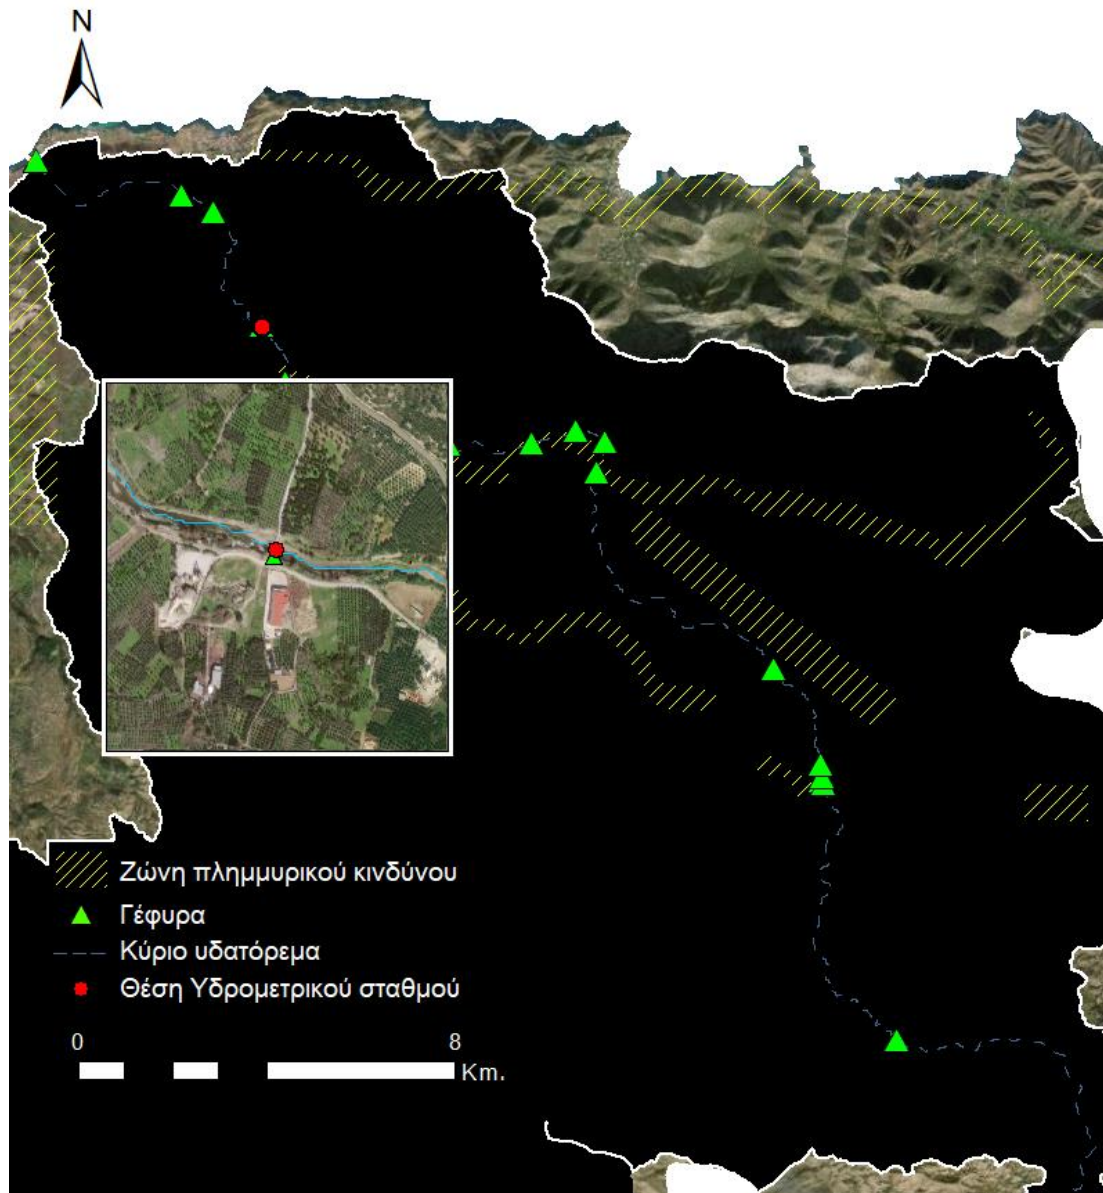 N
Ζώνη πλημμυρικού κινδύνου
Γέφυρα
Κύριο υδατόρεμα
Θέση Υδρομετρικού σταθμού
0 8
Km.